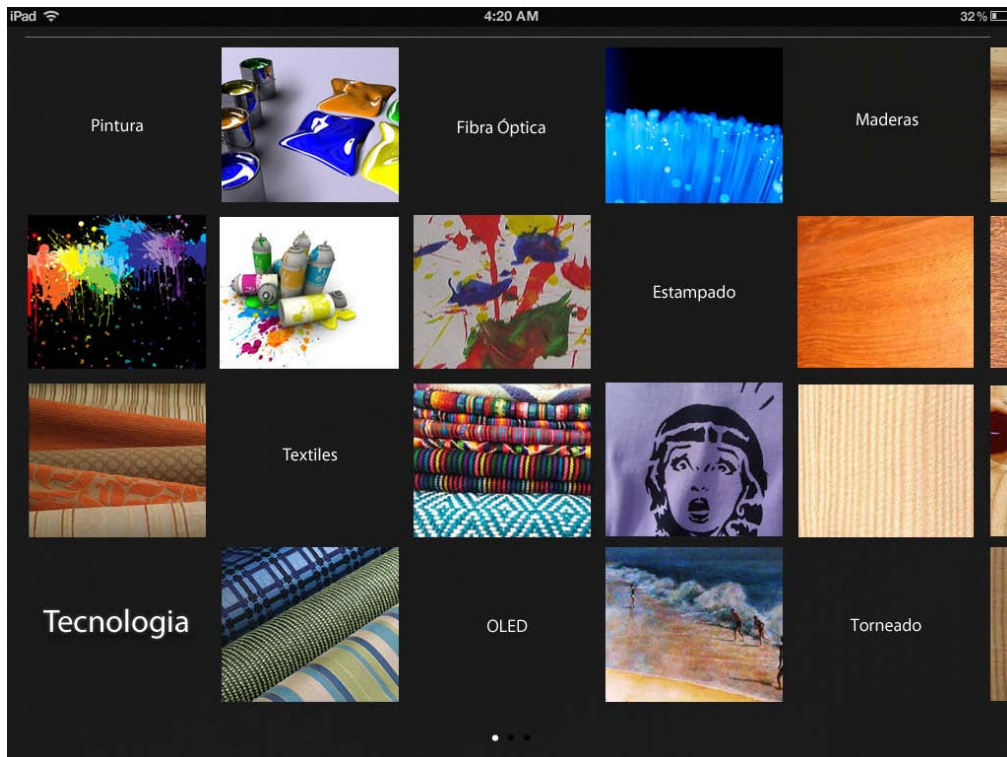 iPad 4:20 AM 32%
Pintura
Fibra Óptica
Maderas
Estampado
Textiles
Tecnologia
OLED
Torneado